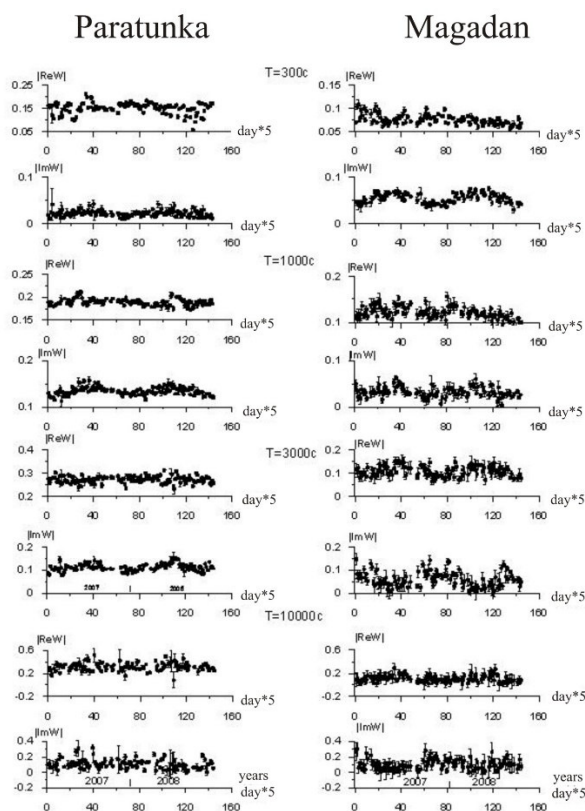 Paratunka Magadan
|ReW| T=300c |ReW|
0.25 0.15
0.15 0.10
0.05 0.05
0 40 80 120 160 day*5 0 40 80 120 160 day*5
|ImW| |ImW|
0.1 0.1
0 0
0 40 80 120 160 day*5 0 40 80 120 160 day*5
|ReW| T=1000c |ReW|
0.25 0.2
0.20
0.15 0.1
0 40 80 120 160 day*5 0 40 80 120 160 day*5
|ImW| |ImW|
0.2 0.1
0.1 0
0 40 80 120 160 day*5 0 40 80 120 160 day*5
|ReW| T=3000c |ReW|
0.4 0.2
0.3 0.1
0.2 0
0 40 80 120 160 day*5 0 40 80 120 160 day*5
|ImW| |ImW|
0.2 0.2
0.1 0.1
0 2007 2008 0
0 40 80 120 160 day*5 0 40 80 120 160 day*5
|ReW| T=10000c |ReW|
0.6 0.6
0.2 0.2
-0.2 -0.2
0 40 80 120 160 day*5 0 40 80 120 160 day*5
|ImW| |ImW|
0.4 0.4
0.2 0.2
0 0
-0.2 2007 2008 years -0.2 2007 2008 years
0 40 80 120 160 day*5 0 40 80 120 160 day*5